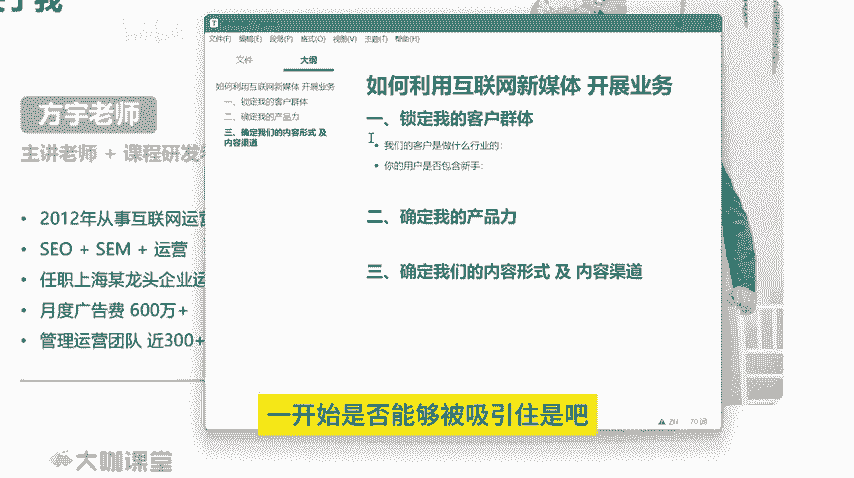 于我
方宇老师
主讲老师 + 课程研发
• 2012年从事互联网运营
• SEO + SEM + 运营
• 任职上海某龙头企业运
• 月度广告费 600万+
• 管理运营团队 近300+
大咖课堂
文件(F) 编辑(E) 段落(P) 格式(O) 视图(V) 主题(T) 帮助(H)
文件 大纲
如何利用互联网新媒体 开展业务
一、锁定我的客户群体
二、确定我的产品力
三、确定我们的内容形式 及
内容渠道
如何利用互联网新媒体 开展业务
一、锁定我的客户群体
• 我们的客户是做什么行业的：
• 你的用户是否包含新手：
二、确定我的产品力
三、确定我们的内容形式 及 内容渠道
70 词
一开始是否能够被吸引住是吧